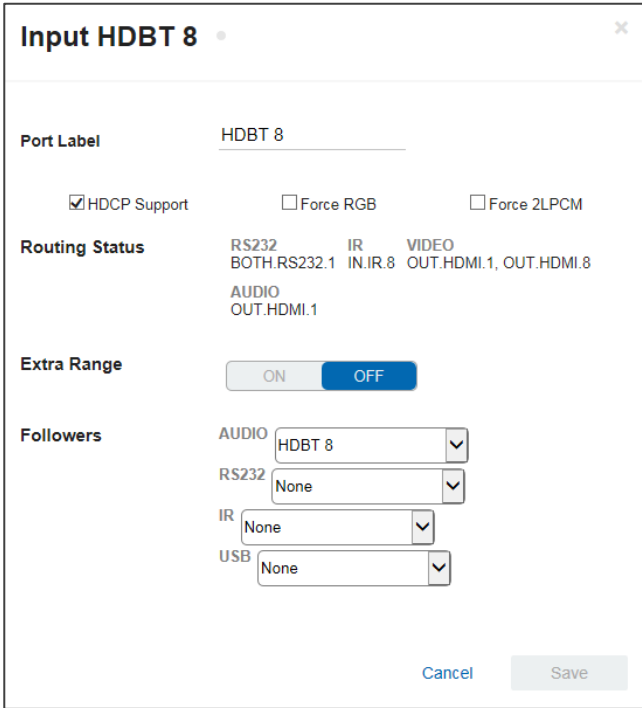 Input HDBT 8
Port Label HDBT 8
HDCP Support Force RGB Force 2LPCM
Routing Status RS232 IR VIDEO
BOTH.RS232.1 IN.IR.8 OUT.HDMI.1, OUT.HDMI.8
AUDIO
OUT.HDMI.1
Extra Range ON OFF
Followers AUDIO HDBT 8
RS232 None
IR None
USB None
Cancel Save